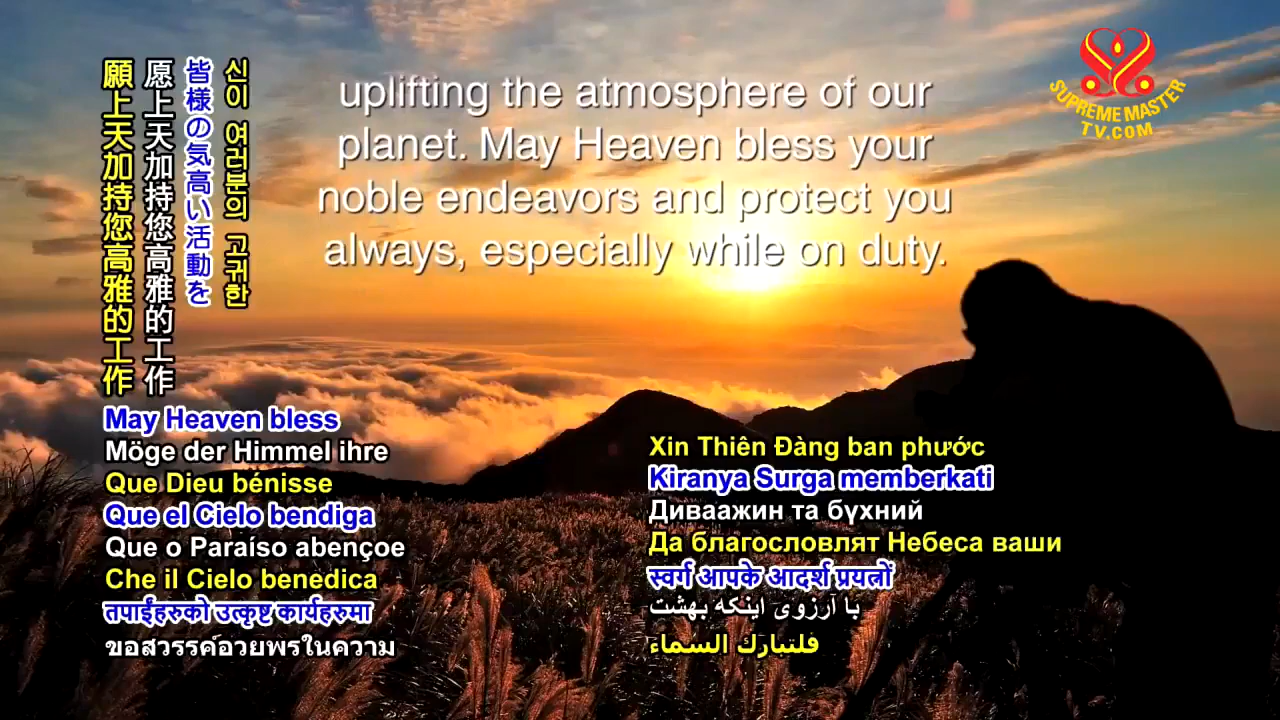 uplifting the atmosphere of our
planet. May Heaven bless your
noble endeavors and protect you
always, especially while on duty.
SUPREME MASTER
TV.COM
신이 여러분의 고귀한
皆様の気高い活動を
愿上天加持您高雅的工作
願上天加持您高雅的工作
May Heaven bless
Möge der Himmel ihre
Que Dieu bénisse
Que el Cielo bendiga
Que o Paraíso abençoe
Che il Cielo benedica
तपाईंहरुको उत्कृष्ट कार्यहरुमा
ขอสวรรค์อวยพรในความ
Xin Thiên Đàng ban phước
Kiranya Surga memberkati
Диваажин та бүхний
Да благословлят Небеса ваши
स्वर्ग आपके आदर्श प्रयत्नों
با آرزوی اینکه بهشت
فلتبارك السماء